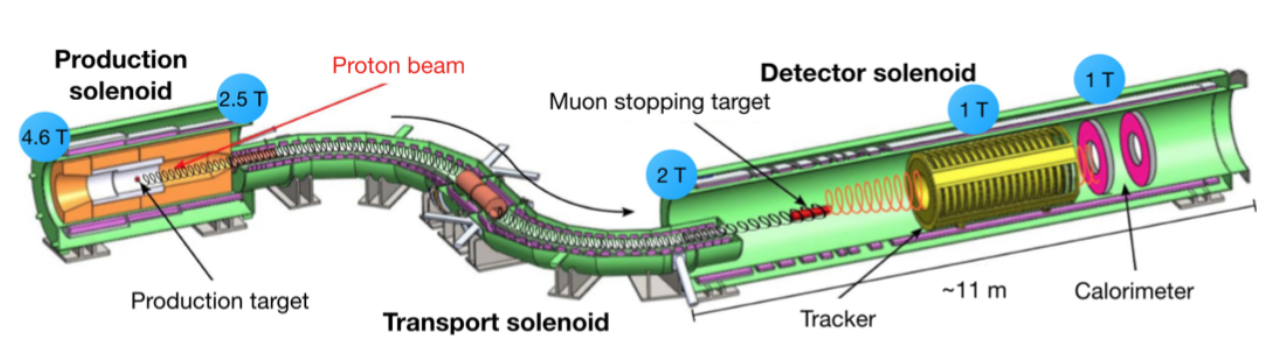 Production
solenoid
Proton beam
Detector solenoid
1 T
2.5 T
Muon stopping target
1 T
4.6 T
2 T
Production target
Transport solenoid
Tracker
~11 m
Calorimeter